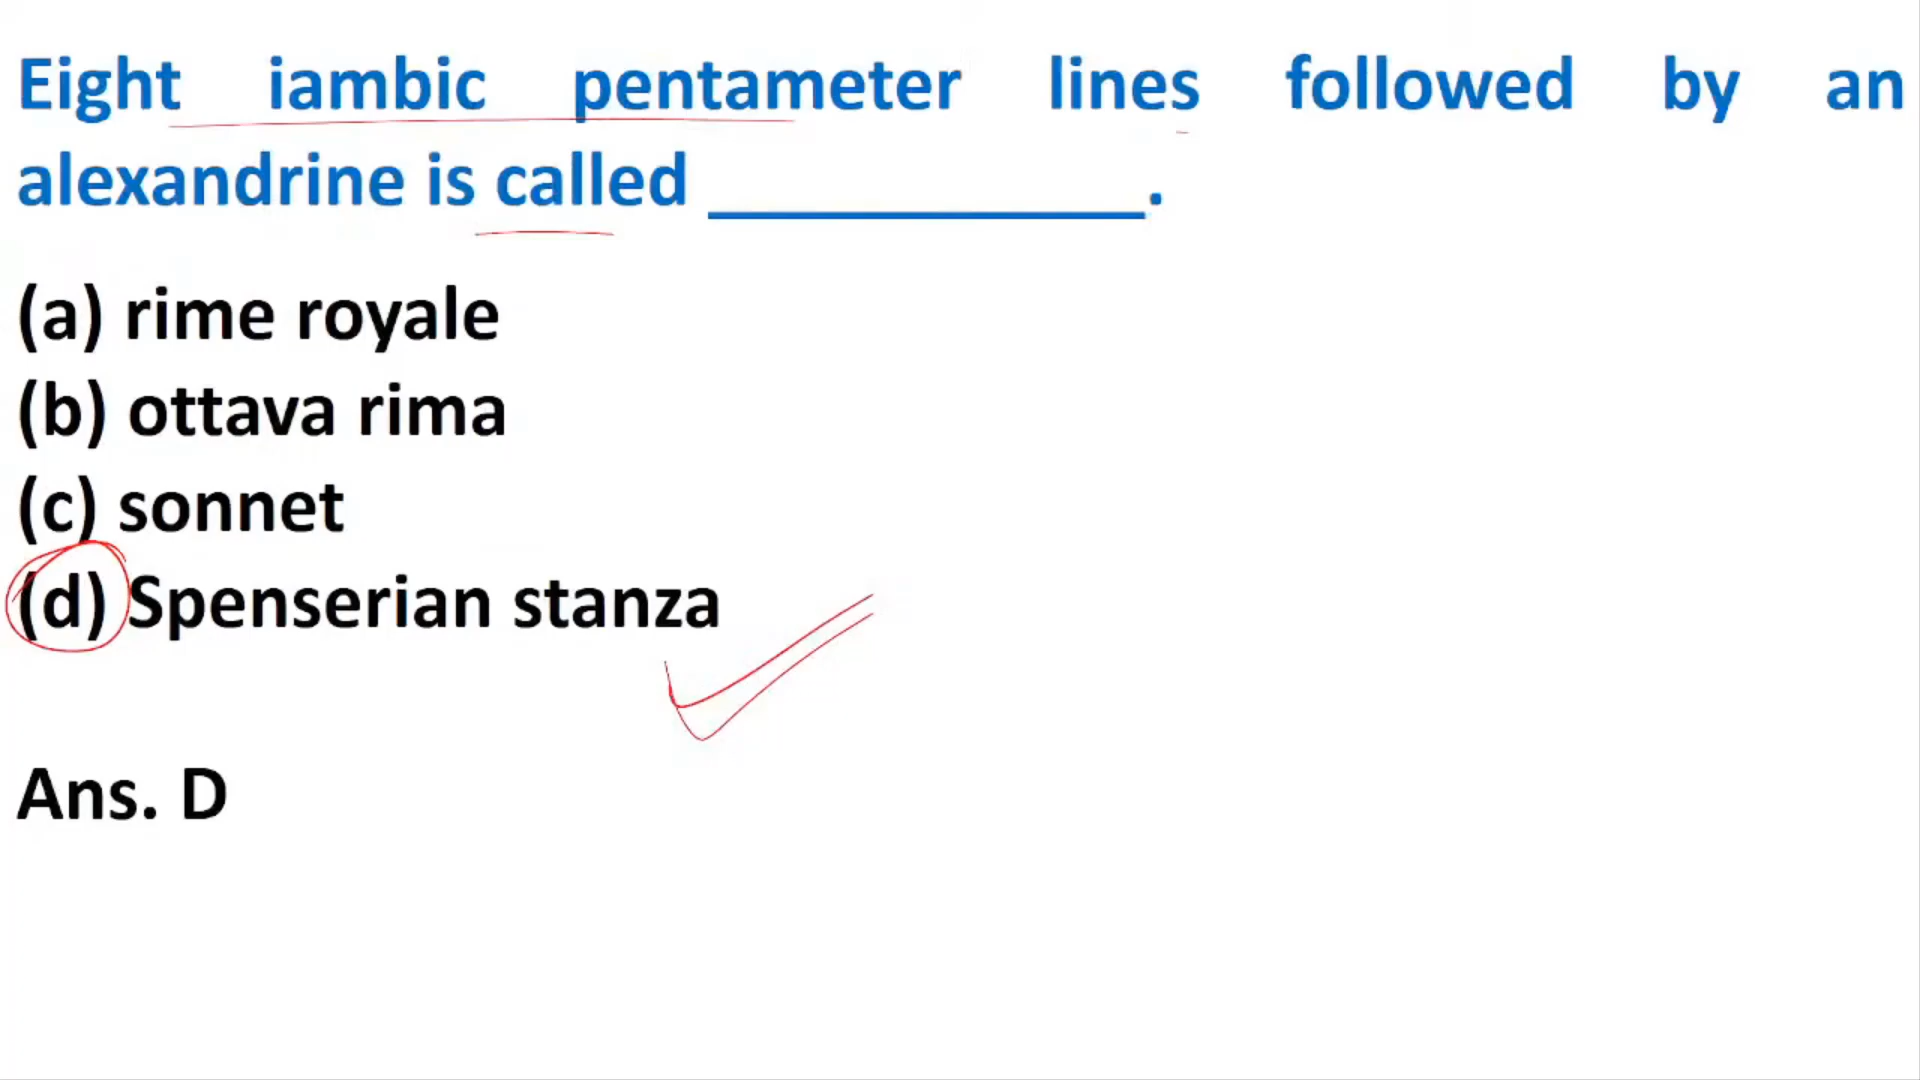 Eight iambic pentameter lines followed by an
alexandrine is called ____________.
(a) rime royale
(b) ottava rima
(c) sonnet
(d) Spenserian stanza
Ans. D